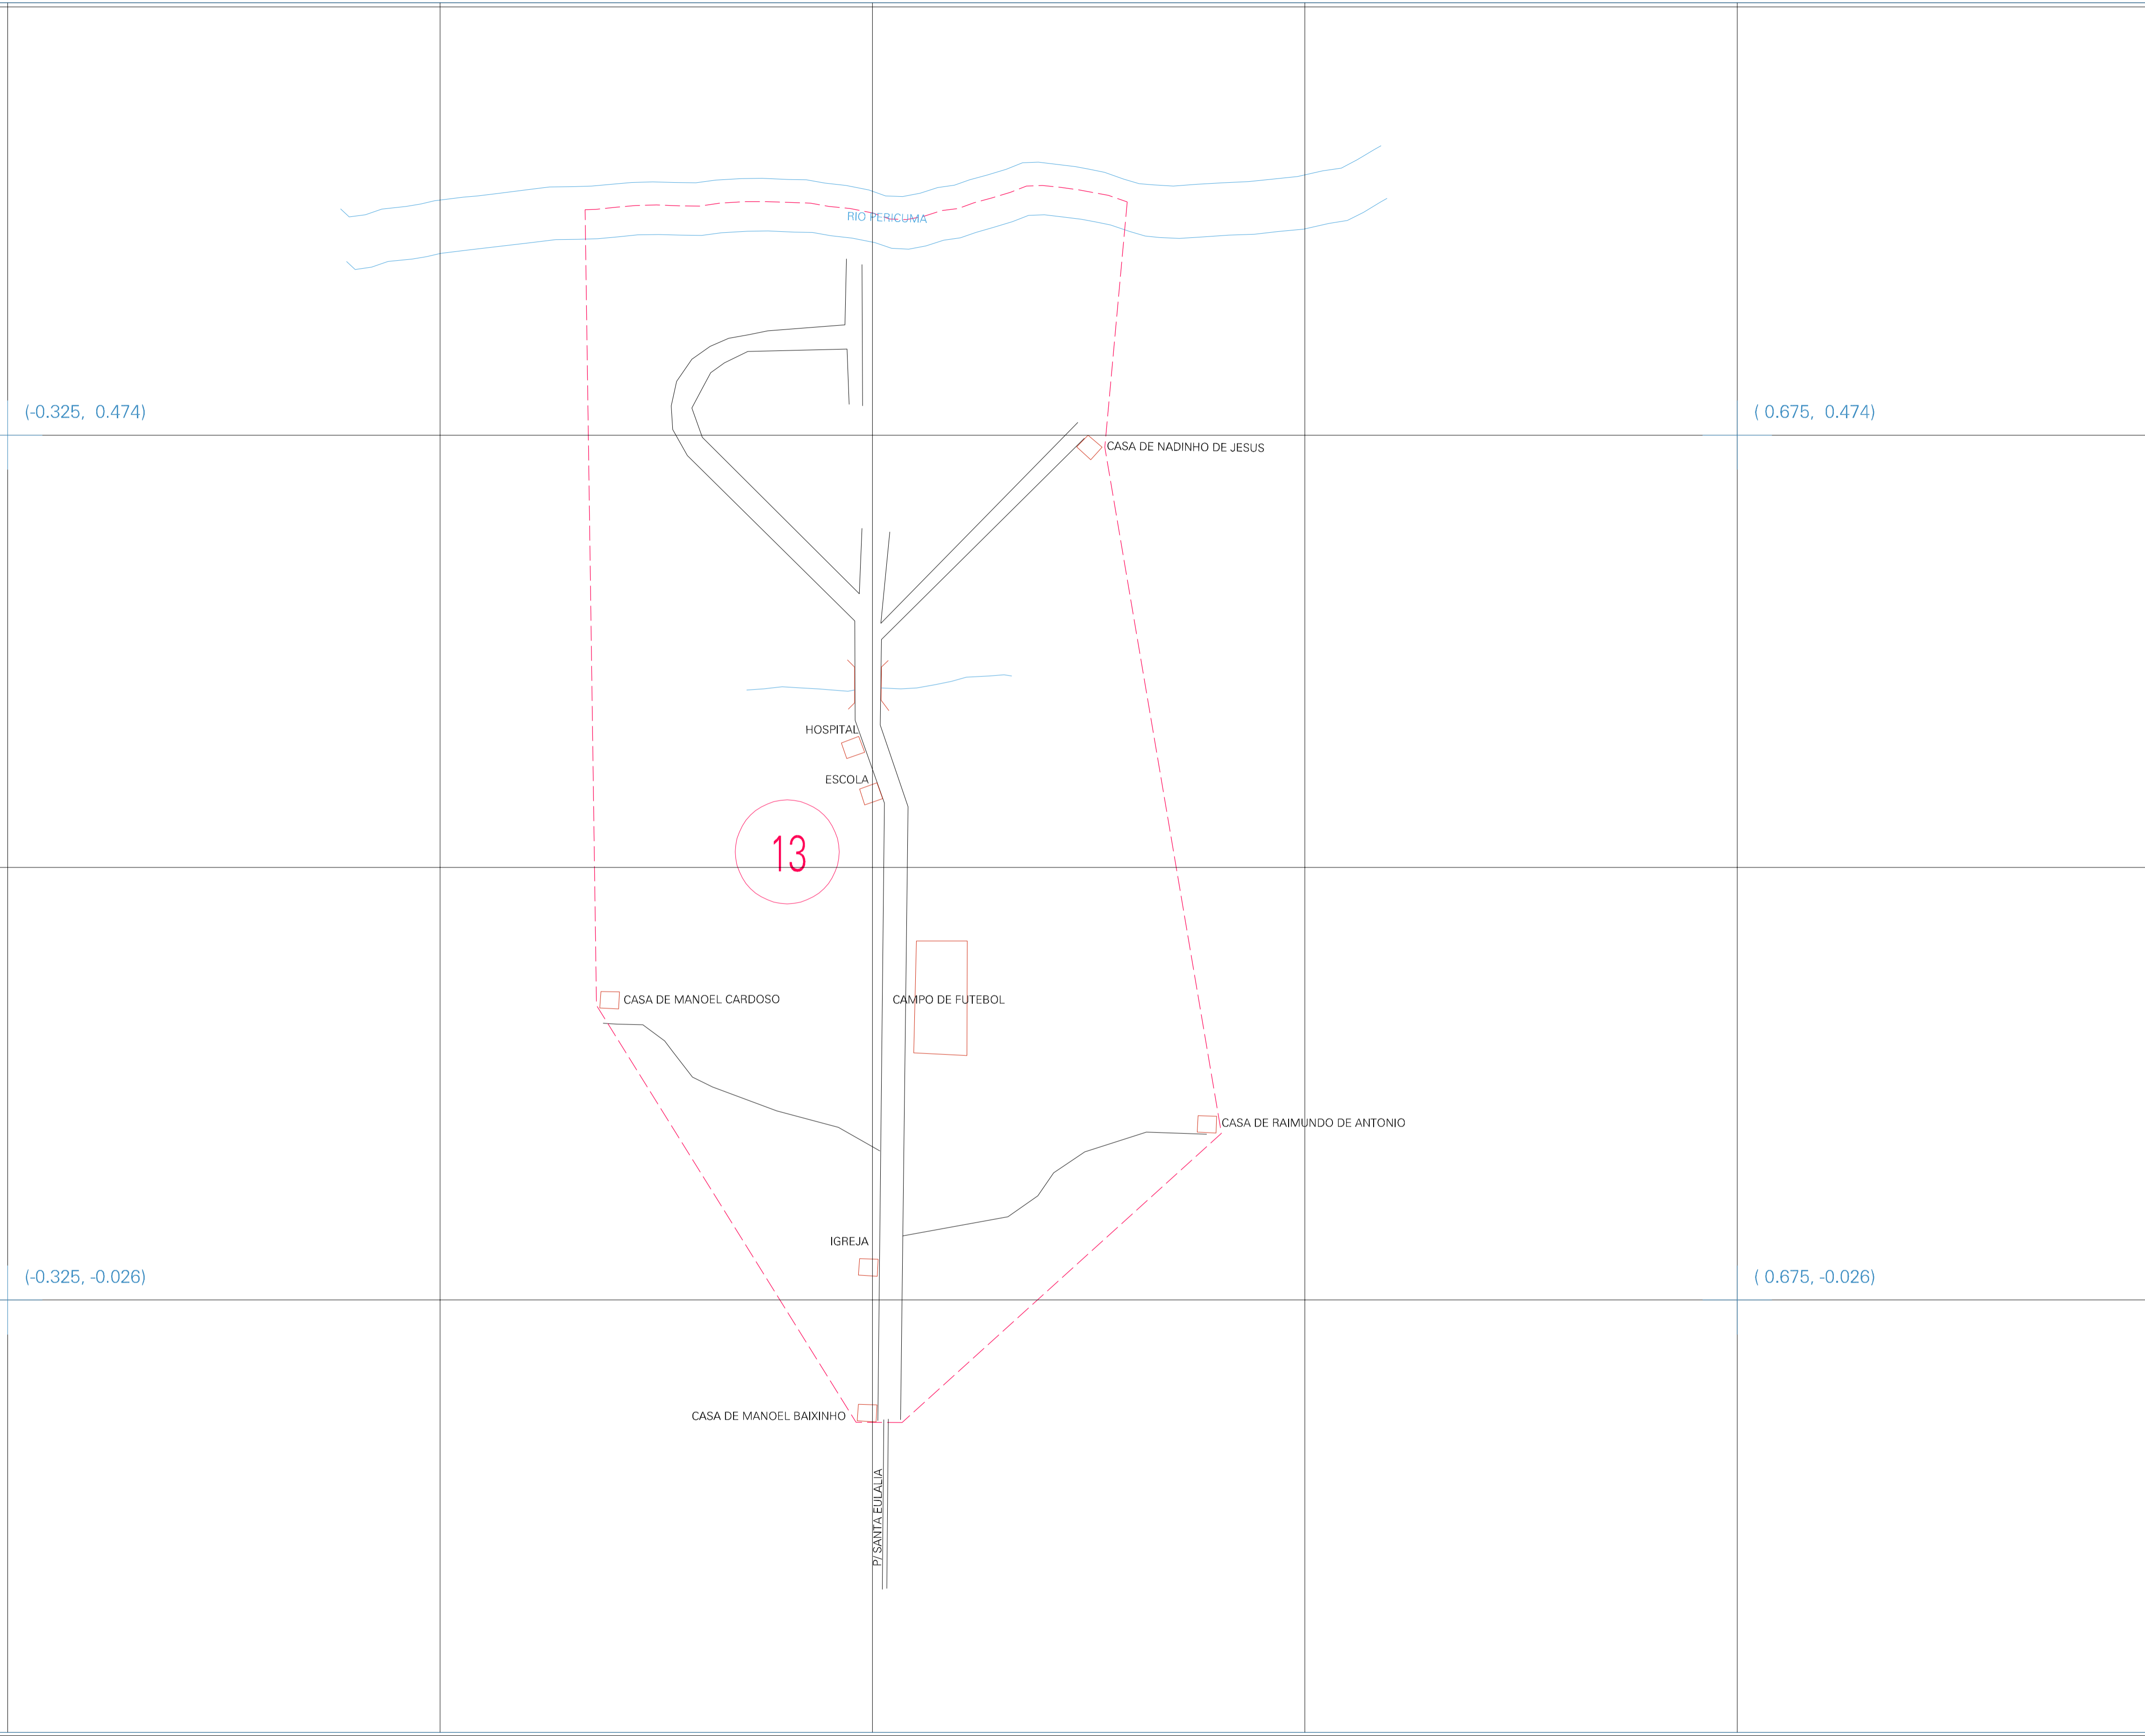 RIO PERICUMA
(-0.325, 0.474)
( 0.675, 0.474)
CASA DE NADINHO DE JESUS
HOSPITAL
ESCOLA
13
CASA DE MANOEL CARDOSO
CAMPO DE FUTEBOL
CASA DE RAIMUNDO DE ANTONIO
IGREJA
(-0.325, -0.026)
( 0.675, -0.026)
CASA DE MANOEL BAIXINHO
P/ SANTA EULALIA